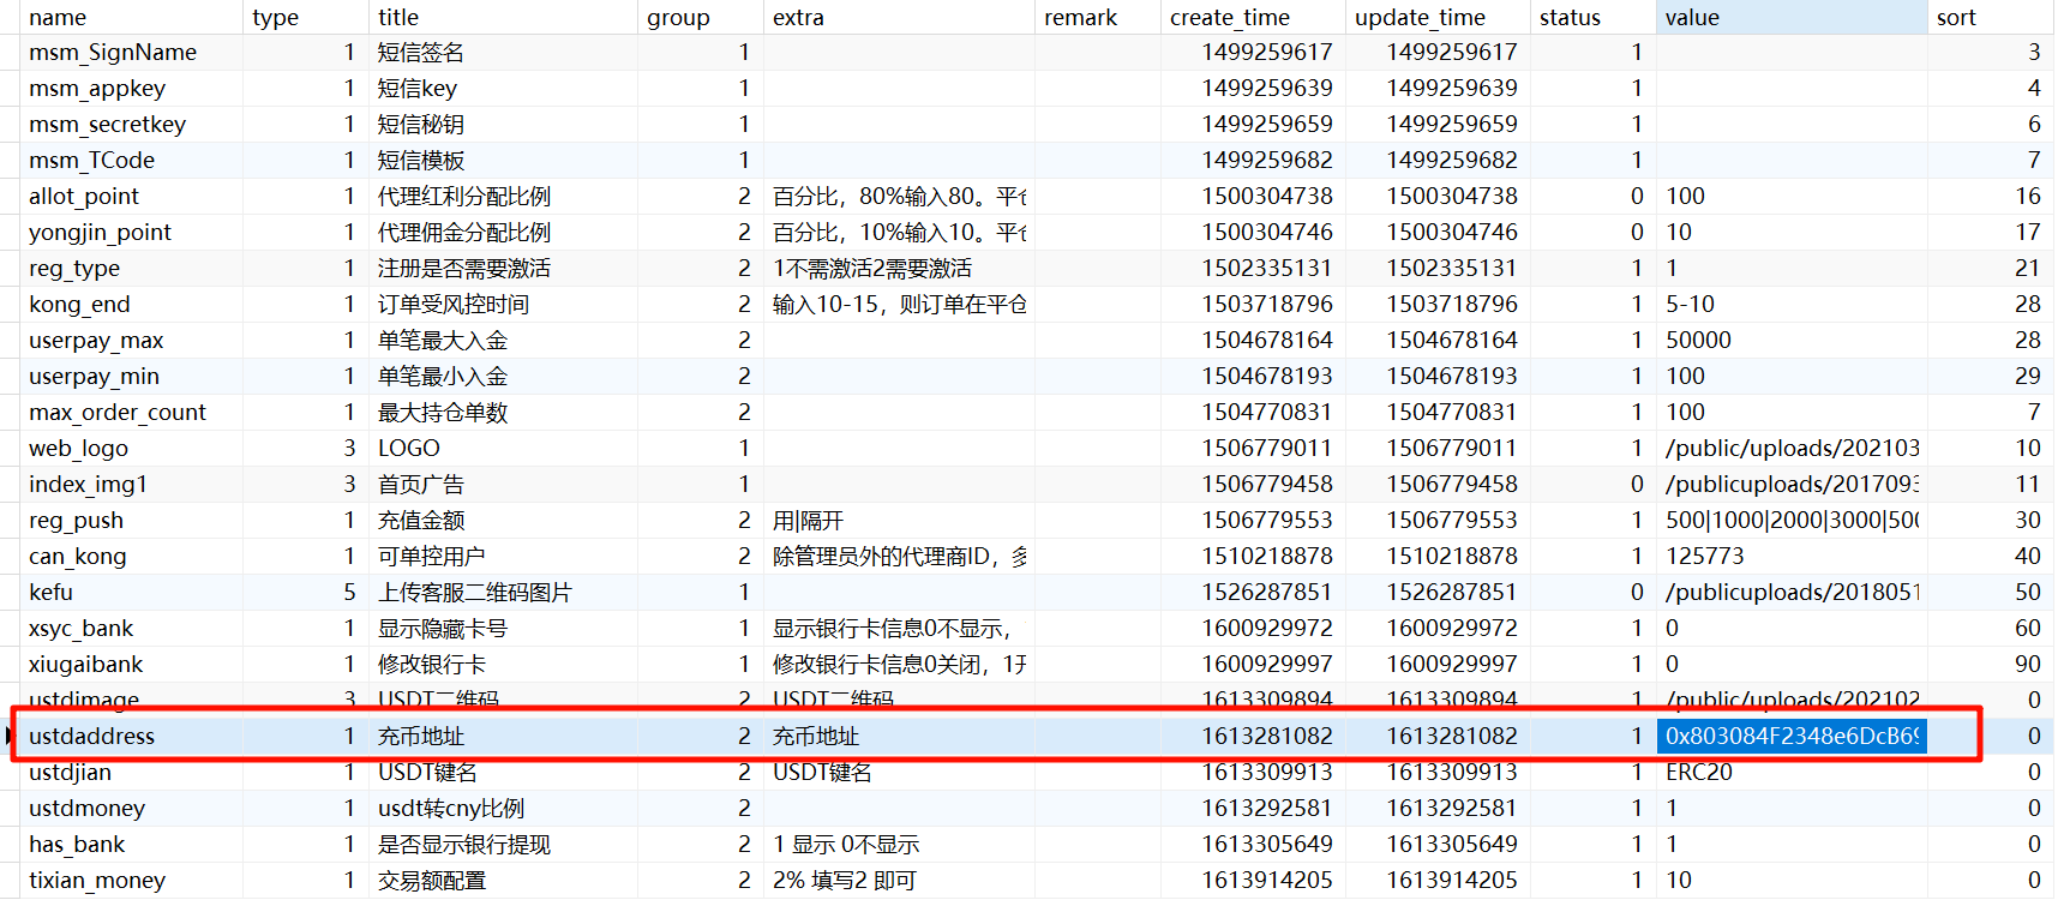 name type title group extra remark create_time update_time status value sort
msm_SignName 1 短信签名 1 1499259617 1499259617 1 3
msm_appkey 1 短信key 1 1499259639 1499259639 1 4
msm_secretkey 1 短信秘钥 1 1499259659 1499259659 1 6
msm_TCode 1 短信模板 1 1499259682 1499259682 1 7
allot_point 1 代理红利分配比例 2 百分比，80%输入80。平仓 1500304738 1500304738 0 100 16
yongjin_point 1 代理佣金分配比例 2 百分比，10%输入10。平仓 1500304746 1500304746 0 10 17
reg_type 1 注册是否需要激活 2 1不需激活2需要激活 1502335131 1502335131 1 1 21
kong_end 1 订单受风控时间 2 输入10-15，则订单在平仓 1503718796 1503718796 1 5-10 28
userpay_max 1 单笔最大入金 2 1504678164 1504678164 1 50000 28
userpay_min 1 单笔最小入金 2 1504678193 1504678193 1 100 29
max_order_count 1 最大持仓单数 2 1504770831 1504770831 1 100 7
web_logo 3 LOGO 1 1506779011 1506779011 1 /public/uploads/202103 10
index_img1 3 首页广告 1 1506779458 1506779458 0 /publicuploads/2017093 11
reg_push 1 充值金额 2 用|隔开 1506779553 1506779553 1 500|1000|2000|3000|500 30
can_kong 1 可单控用户 2 除管理员外的代理商ID，多 1510218878 1510218878 1 125773 40
kefu 5 上传客服二维码图片 1 1526287851 1526287851 0 /publicuploads/2018051 50
xsyc_bank 1 显示隐藏卡号 1 显示银行卡信息0不显示， 1600929972 1600929972 1 0 60
xiugaibank 1 修改银行卡 1 修改银行卡信息0关闭，1开 1600929997 1600929997 1 0 90
ustdimage 3 USDT二维码 2 USDT二维码 1613309894 1613309894 1 /public/uploads/202102 0
ustdaddress 1 充币地址 2 充币地址 1613281082 1613281082 1 0x803084F2348e6DcB69 0
ustdjian 1 USDT键名 2 USDT键名 1613309913 1613309913 1 ERC20 0
ustdmoney 1 usdt转cny比例 2 1613292581 1613292581 1 1 0
has_bank 1 是否显示银行提现 2 1 显示 0不显示 1613305649 1613305649 1 1 0
tixian_money 1 交易额配置 2 2% 填写2 即可 1613914205 1613914205 1 10 0